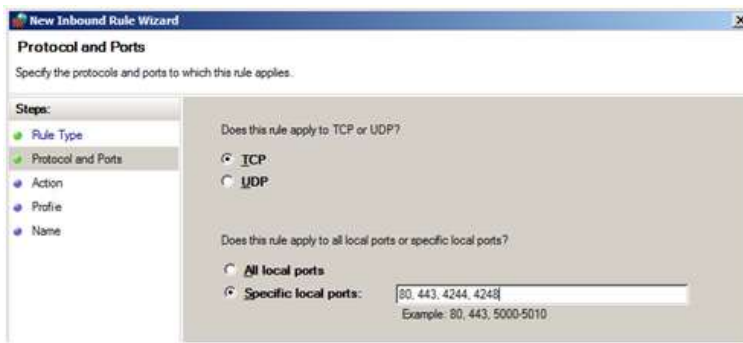 New Inbound Rule Wizard
Protocol and Ports
Specify the protocols and ports to which this rule applies.
Steps:
Rule Type
Protocol and Ports
Action
Profile
Name
Does this rule apply to TCP or UDP?
TCP
UDP
Does this rule apply to all local ports or specific local ports?
All local ports
Specific local ports: 80, 443, 4244, 4248
Example: 80, 443, 5000-5010